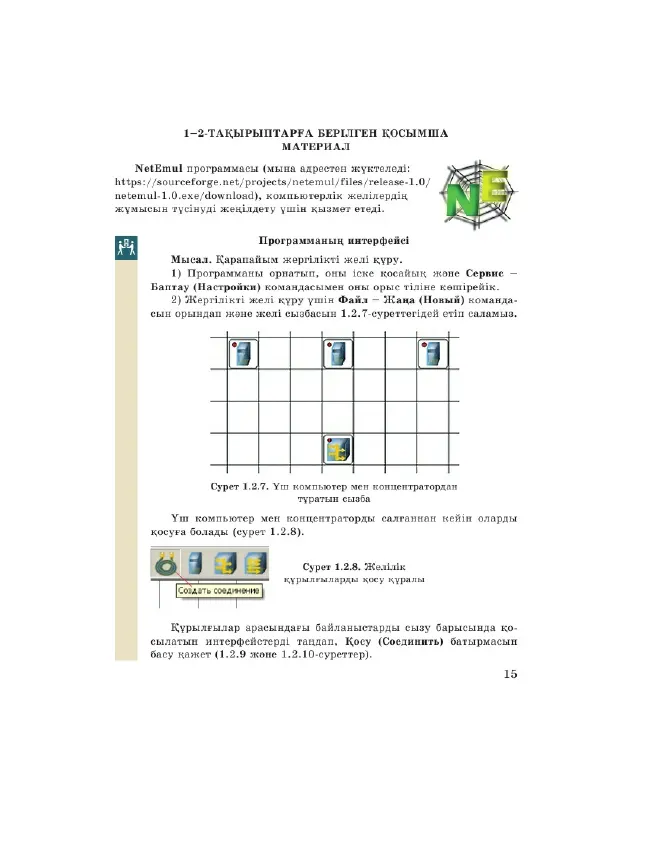 1−2-ТАҚЫРЫПТАРҒА БЕРІЛГЕН ҚОСЫМША
МАТЕРИАЛ
NetEmul программасы (мына адрестен жүктеледі:
https://sourceforge.net/projects/netemul/files/release-1.0/
netemul-1.0.exe/download), компьютерлік желілердің
жұмысын түсінуді жеңілдету үшін қызмет етеді.
NE
Программаның интерфейсі
Мысал. Қарапайым жергілікті желі құру.
1) Программаны орнатып, оны іске қосайық және Сервис −
Баптау (Настройки) командасымен оны орыс тіліне көшірейік.
2) Жергілікті желі құру үшін Файл − Жаңа (Новый) команда-
сын орындап және желі сызбасын 1.2.7-суреттегідей етіп саламыз.
Сурет 1.2.7. Үш компьютер мен концентратордан
тұратын сызба
Үш компьютер мен концентраторды салғаннан кейін оларды
қосуға болады (сурет 1.2.8).
Создать соединение
Сурет 1.2.8. Желілік
құрылғыларды қосу құралы
Құрылғылар арасындағы байланыстарды сызу барысында қо-
сылатын интерфейстерді таңдап, Қосу (Соединить) батырмасын
басу қажет (1.2.9 және 1.2.10-суреттер).
15